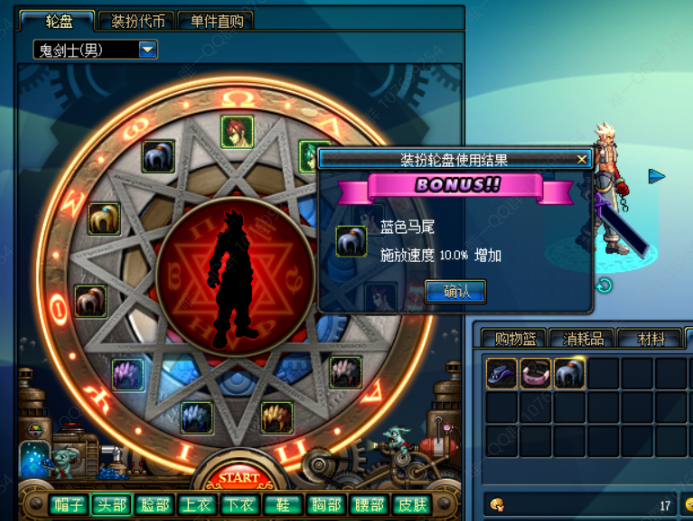 轮盘 装扮代币 单件直购
鬼剑士(男)
装扮轮盘使用结果
BONUS!!
蓝色马尾
施放速度 10.0% 增加
确认
购物篮 消耗品 材料
START
帽子 头部 脸部 上衣 下衣 鞋 胸部 腰部 皮肤
17